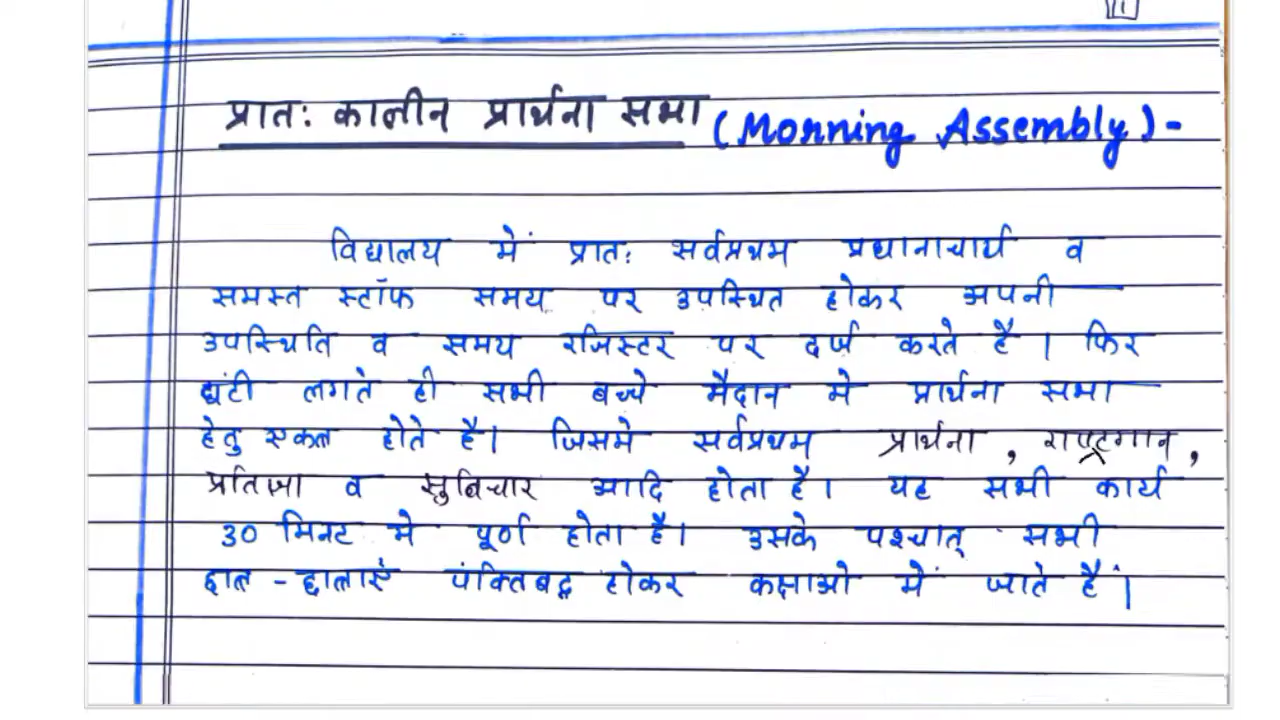 1
प्रात: कालीन प्रार्थना सभा (Morning Assembly) -
विद्यालय में प्रात: सर्वप्रथम प्रधानाचार्य व
समस्त स्टॉफ समय पर उपस्थित होकर अपनी
उपस्थिति व समय रजिस्टर पर दर्ज करते है । फिर
घंटी लगते ही सभी बच्चे मैदान मे प्रार्थना सभा
हेतु एकत्र होते है। जिसमे सर्वप्रथम प्रार्थना , राष्ट्रगान ,
प्रतिज्ञा व सुविचार आदि होता है। यह सभी कार्य
30 मिनट मे पूर्ण होता है। उसके पश्चात् सभी
छात्र - छात्राएं पंक्तिबद्ध होकर कक्षाओ में जाते हैं।